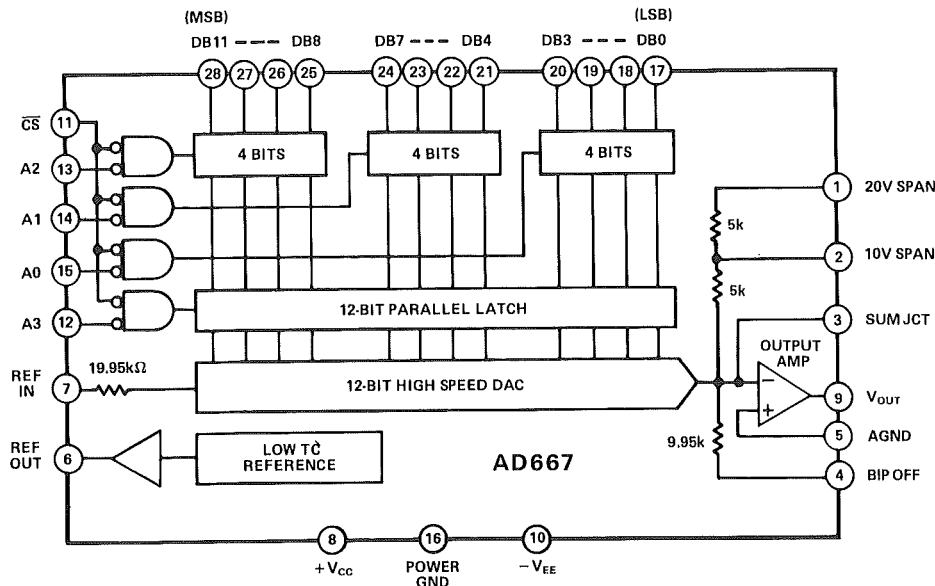 (MSB) (LSB)
DB11 ---- DB8 DB7 --- DB4 DB3 --- DB0
28 27 26 25 24 23 22 21 20 19 18 17
CS̅ 11
A2 13
A1 14
A0 15
A3 12
REF IN 7
REF OUT 6
4 BITS 4 BITS 4 BITS
12-BIT PARALLEL LATCH
19.95kΩ
12-BIT HIGH SPEED DAC
LOW TC
REFERENCE
AD667
5k
5k
9.95k
OUTPUT
AMP
−
+
1 20V SPAN
2 10V SPAN
3 SUM JCT
9 VOUT
5 AGND
4 BIP OFF
8 16 10
+VCC POWER GND −VEE